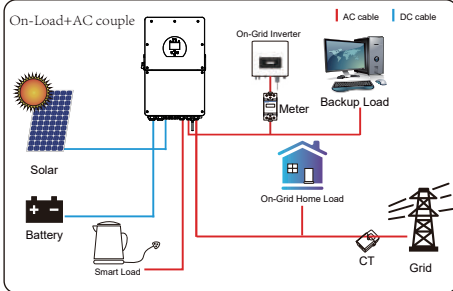 On-Load+AC couple
AC cable
DC cable
On-Grid Inverter
Meter
Backup Load
Solar
On-Grid Home Load
Battery
Smart Load
CT
Grid